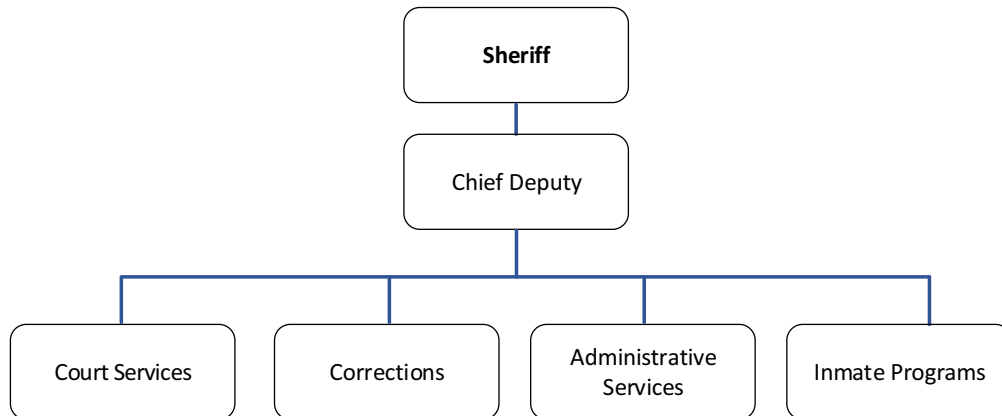 Sheriff
Chief Deputy
Court Services
Corrections
Administrative
Services
Inmate Programs